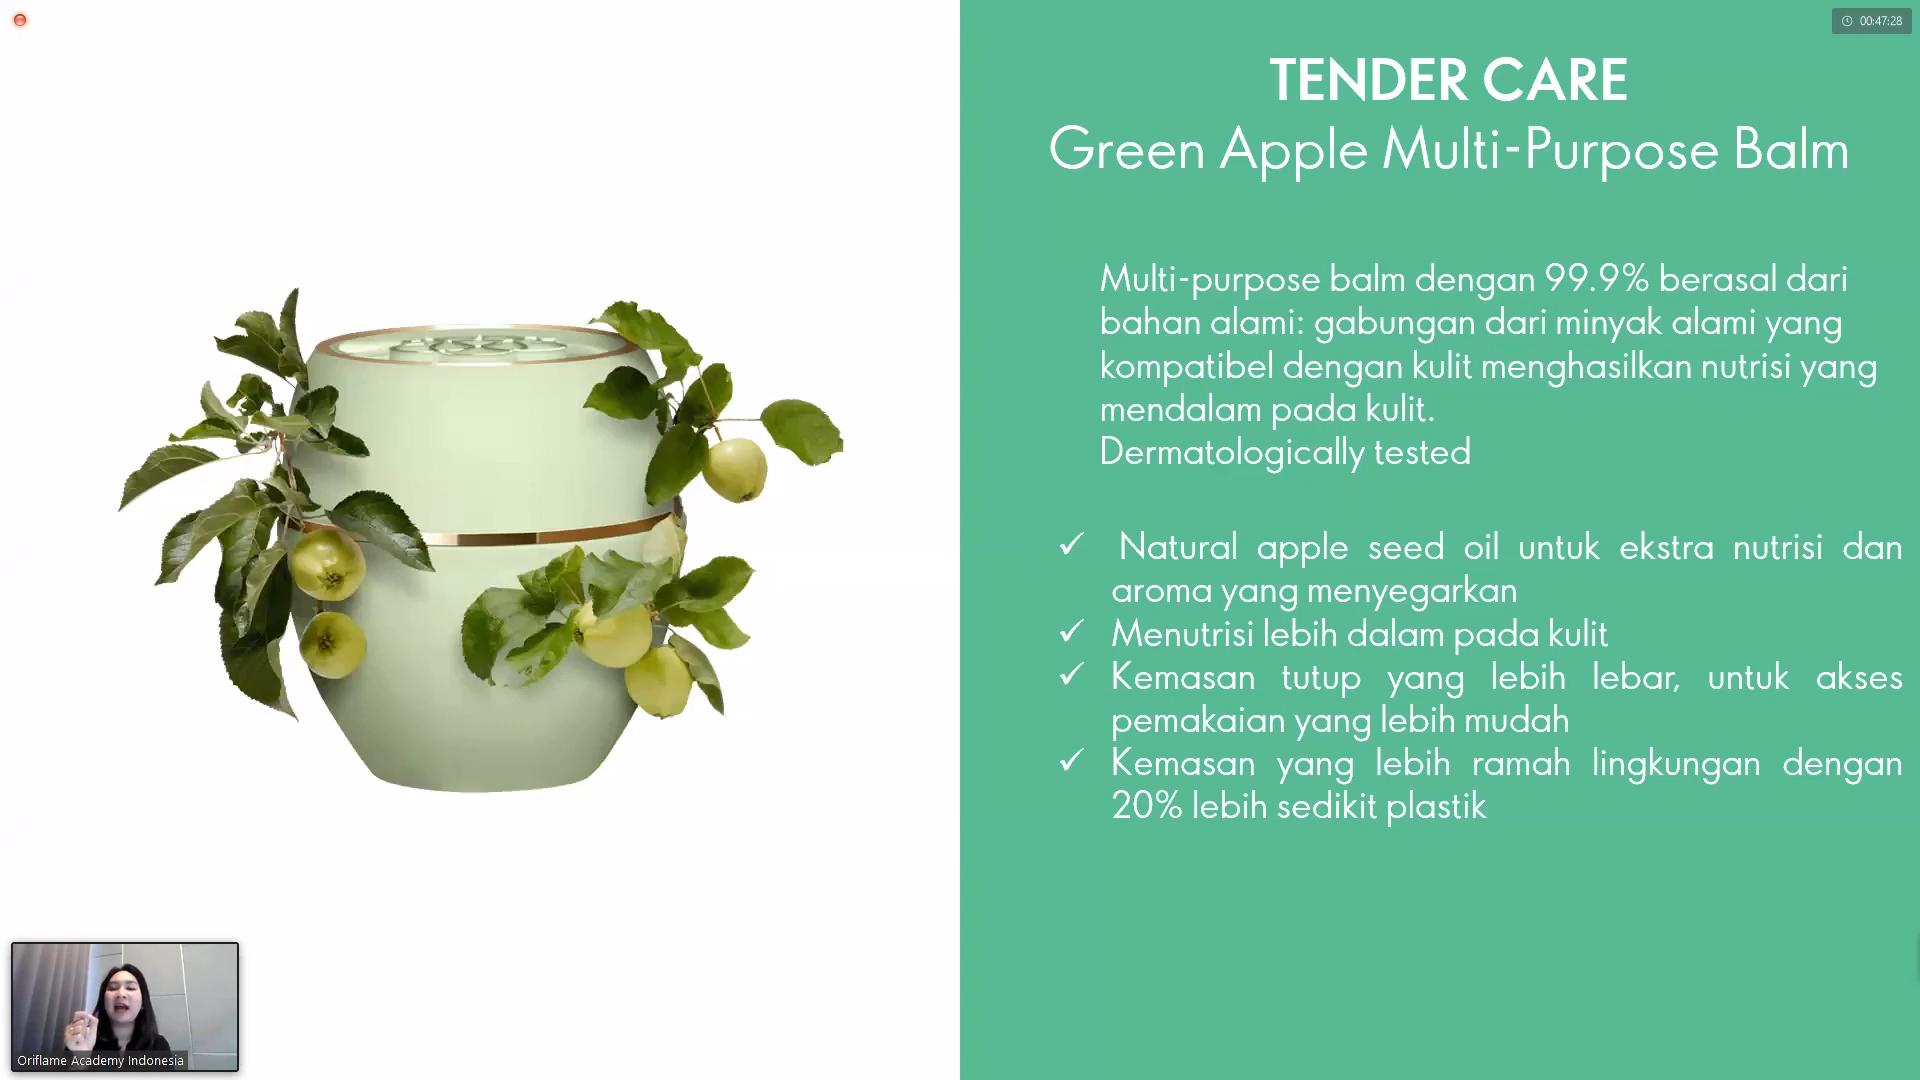 00:47:28
TENDER CARE
Green Apple Multi-Purpose Balm
Multi-purpose balm dengan 99.9% berasal dari
bahan alami: gabungan dari minyak alami yang
kompatibel dengan kulit menghasilkan nutrisi yang
mendalam pada kulit.
Dermatologically tested
✓ Natural apple seed oil untuk ekstra nutrisi dan
aroma yang menyegarkan
✓ Menutrisi lebih dalam pada kulit
✓ Kemasan tutup yang lebih lebar, untuk akses
pemakaian yang lebih mudah
✓ Kemasan yang lebih ramah lingkungan dengan
20% lebih sedikit plastik
Oriflame Academy Indonesia